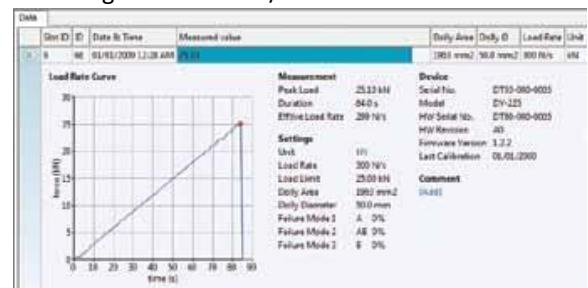 Data
Slot ID ID Date & Time Measured value Dolly Area Dolly Ø Load Rate Unit
01/01/2009 12:28 AM 25.13 1963 mm2 50.0 mm2 300 N/s kN
Load Rate Curve
Measurement
Peak Load 25.13 kN
Duration 84.0 s
Effitive Load Rate 299 N/s
Settings
Unit kN
Load Rate 300 N/s
Load Limit 25.00 kN
Dolly Area 1963 mm2
Dolly Diameter 50.0 mm
Failure Mode 1 A 0%
Failure Mode 2 AB 0%
Failure Mode 3 B 0%
Device
Serial No.
Model DY-225
HW Serial No.
HW Revision A0
Firmware Version 1.2.2
Last Calibration 01/01/2000
Comment
(Add)
force (kN)
30
25
20
15
10
5
0
0 10 20 30 40 50 60 70 80 90
time (s)